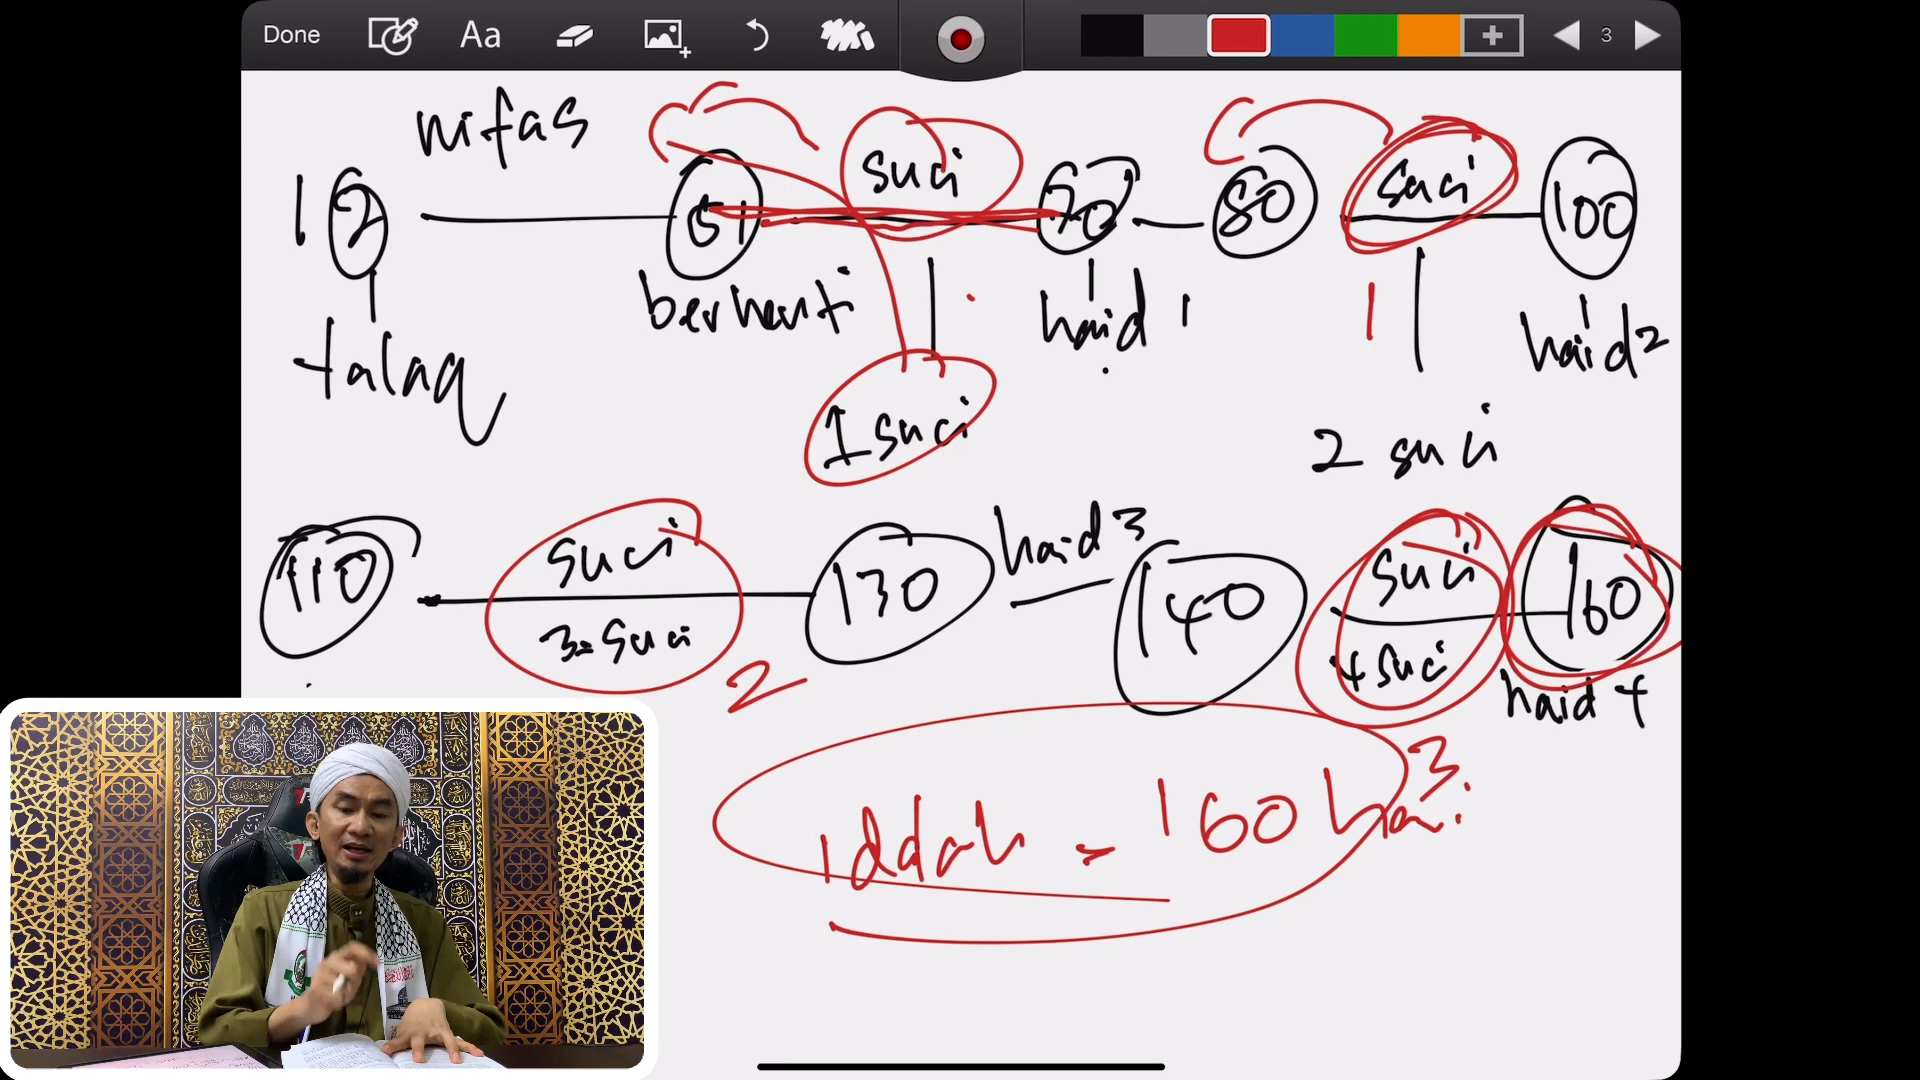 Done Aa 3
nifas
1 2 61 suci 70 80 suci 100
talaq berhenti haid 1 1 haid 2
1 suci 2 suci
110 suci 130 haid 3 140 suci 160
3 suci 4 suci haid 4
2 3
iddah = 160 hari